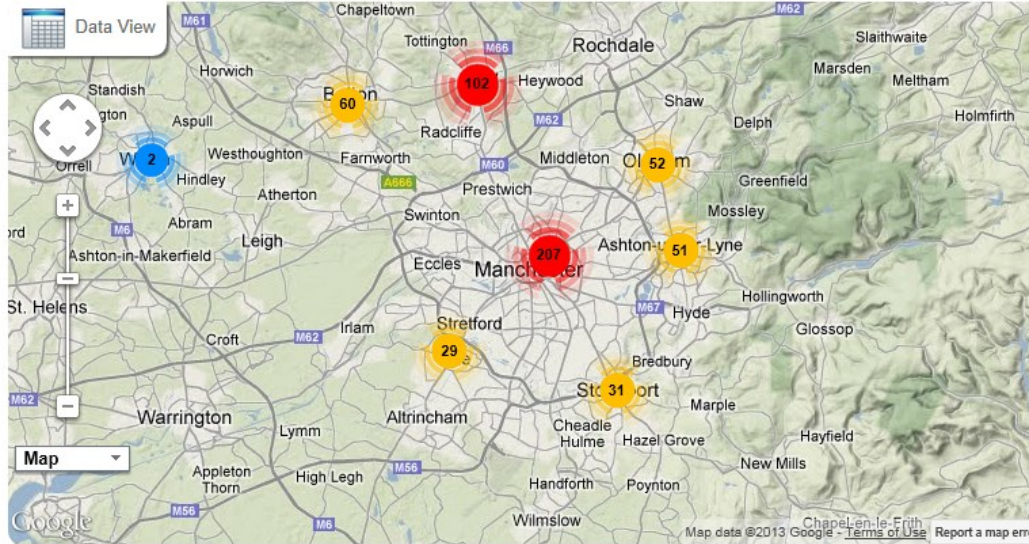 Data View
M61
Chapeltown
M62
Tottington
M66
Rochdale
Slaithwaite
Horwich
102
Heywood
Marsden
Meltham
Standish
60
Shaw
Holmfirth
Aspull
Radcliffe
M62
Delph
Orrell
2
Westhoughton
Farnworth
M60
Middleton
52
Hindley
A666
Prestwich
Greenfield
Atherton
Swinton
Mossley
M6
Abram
Leigh
Ashton-in-Makerfield
Eccles
207
51
Hollingworth
St. Helens
M67
Hyde
Irlam
Stretford
Glossop
Croft
M62
29
Bredbury
M62
31
Marple
Warrington
Altrincham
Cheadle
Hulme
Hazel Grove
Hayfield
Lymm
Map
M56
New Mills
Appleton
Thorn
High Legh
Handforth
Poynton
Google
M56
M6
Wilmslow
Chapel-en-le-Frith
Map data ©2013 Google - Terms of Use
Report a map err